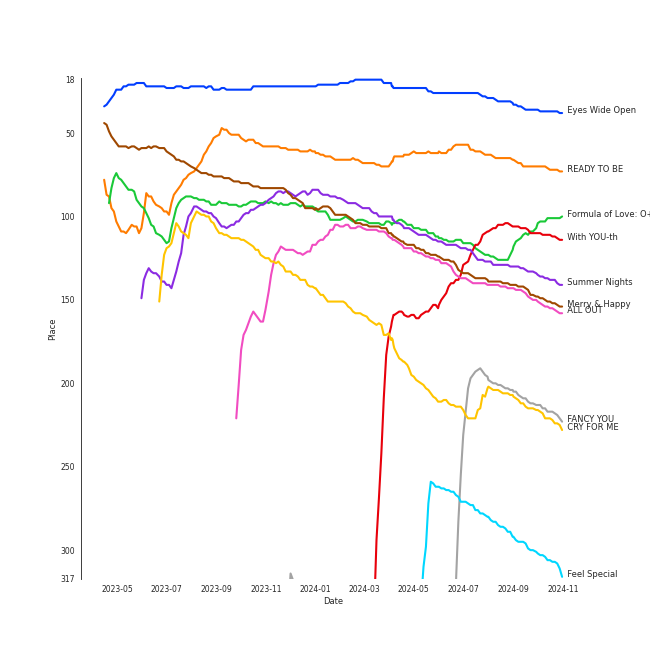 18
50
100
150
200
250
300
317
Place
2023-05
2023-07
2023-09
2023-11
2024-01
2024-03
2024-05
2024-07
2024-09
2024-11
Date
Eyes Wide Open
READY TO BE
Formula of Love: O+
With YOU-th
Summer Nights
Merry & Happy
ALL OUT
FANCY YOU
CRY FOR ME
Feel Special